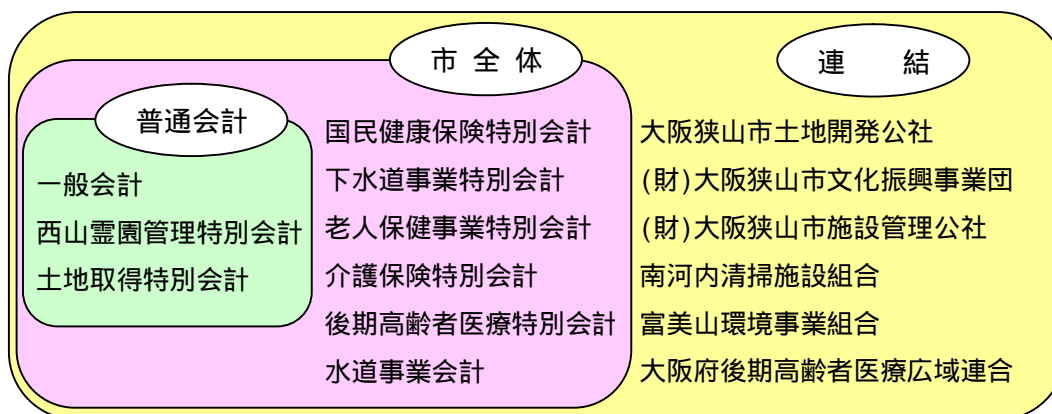 市 全 体
連 結
普通会計
一般会計
西山霊園管理特別会計
土地取得特別会計
国民健康保険特別会計
下水道事業特別会計
老人保健事業特別会計
介護保険特別会計
後期高齢者医療特別会計
水道事業会計
大阪狭山市土地開発公社
(財)大阪狭山市文化振興事業団
(財)大阪狭山市施設管理公社
南河内清掃施設組合
富美山環境事業組合
大阪府後期高齢者医療広域連合